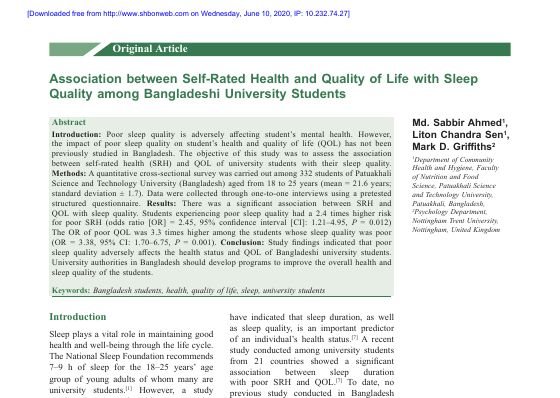 [Downloaded free from http://www.shbonweb.com on Wednesday, June 10, 2020, IP: 10.232.74.27]
Original Article
Association between Self-Rated Health and Quality of Life with Sleep
Quality among Bangladeshi University Students
Abstract
Introduction: Poor sleep quality is adversely affecting student's mental health. However,
the impact of poor sleep quality on student's health and quality of life (QOL) has not been
previously studied in Bangladesh. The objective of this study was to assess the association
between self-rated health (SRH) and QOL of university students with their sleep quality.
Methods: A quantitative cross-sectional survey was carried out among 332 students of Patuakhali
Science and Technology University (Bangladesh) aged from 18 to 25 years (mean = 21.6 years;
standard deviation ± 1.7). Data were collected through one-to-one interviews using a pretested
structured questionnaire. Results: There was a significant association between SRH and
QOL with sleep quality. Students experiencing poor sleep quality had a 2.4 times higher risk
for poor SRH (odds ratio [OR] = 2.45, 95% confidence interval [CI]: 1.21–4.95, P = 0.012)
The OR of poor QOL was 3.3 times higher among the students whose sleep quality was poor
(OR = 3.38, 95% CI: 1.70–6.75, P = 0.001). Conclusion: Study findings indicated that poor
sleep quality adversely affects the health status and QOL of Bangladeshi university students.
University authorities in Bangladesh should develop programs to improve the overall health and
sleep quality of the students.
Keywords: Bangladesh students, health, quality of life, sleep, university students
Md. Sabbir Ahmed¹,
Liton Chandra Sen¹,
Mark D. Griffiths²
¹Department of Community
Health and Hygiene, Faculty
of Nutrition and Food
Science, Patuakhali Science
and Technology University,
Patuakhali, Bangladesh,
²Psychology Department,
Nottingham Trent University,
Nottingham, United Kingdom
Introduction
Sleep plays a vital role in maintaining good
health and well-being through the life cycle.
The National Sleep Foundation recommends
7–9 h of sleep for the 18–25 years' age
group of young adults of whom many are
university students.[1] However, a study
have indicated that sleep duration, as well
as sleep quality, is an important predictor
of an individual's health status.[7] A recent
study conducted among university students
from 21 countries showed a significant
association between sleep duration
with poor SRH and QOL.[7] To date, no
previous study conducted in Bangladesh